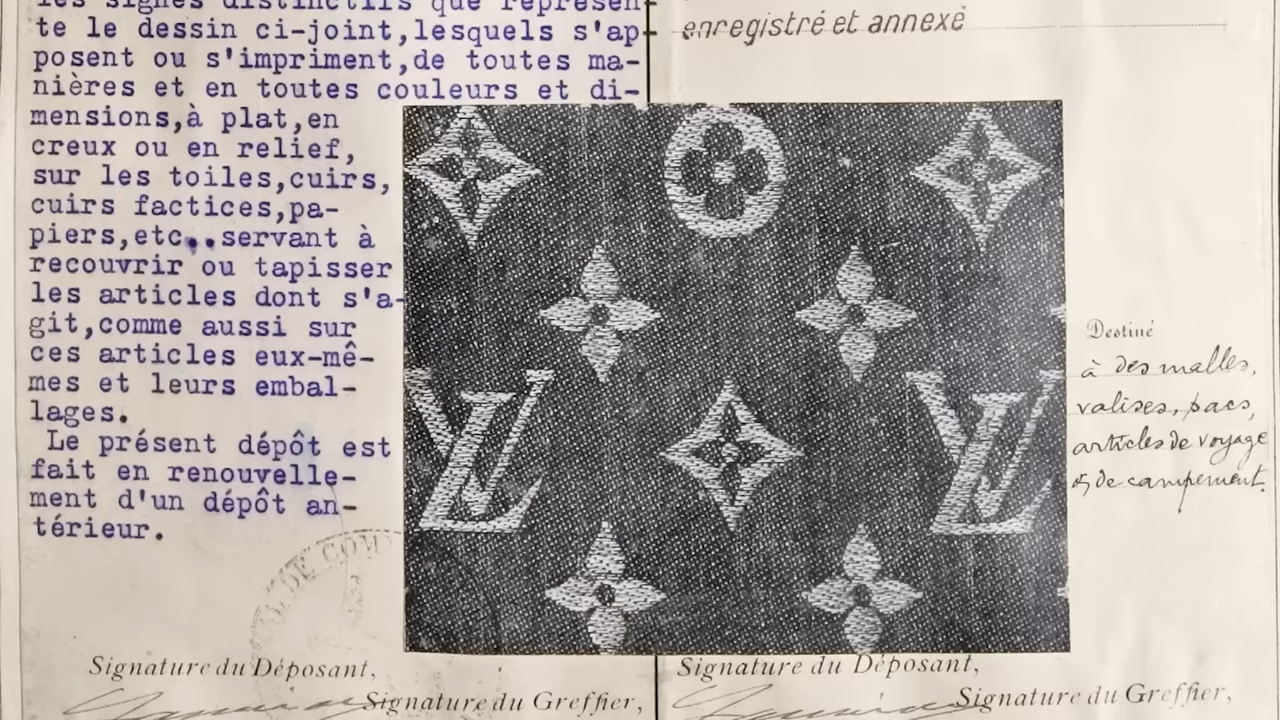 les signes distinctifs que représen-
te le dessin ci-joint,lesquels s'ap-
posent ou s'impriment,de toutes ma-
nières et en toutes couleurs et di-
mensions,à plat,en
creux ou en relief,
sur les toiles,cuirs,
cuirs factices,pa-
piers,etc..servant à
recouvrir ou tapisser
les articles dont s'a-
git,comme aussi sur
ces articles eux-mê-
mes et leurs embal-
lages.
Le présent dépôt est
fait en renouvelle-
ment d'un dépôt an-
térieur.
DE COM
Signature du Déposant,
Signature du Greffier,
enregistré et annexé
LV
LV
Destiné
à des malles,
valises, sacs,
articles de voyage
& de campement.
Signature du Déposant,
Signature du Greffier,